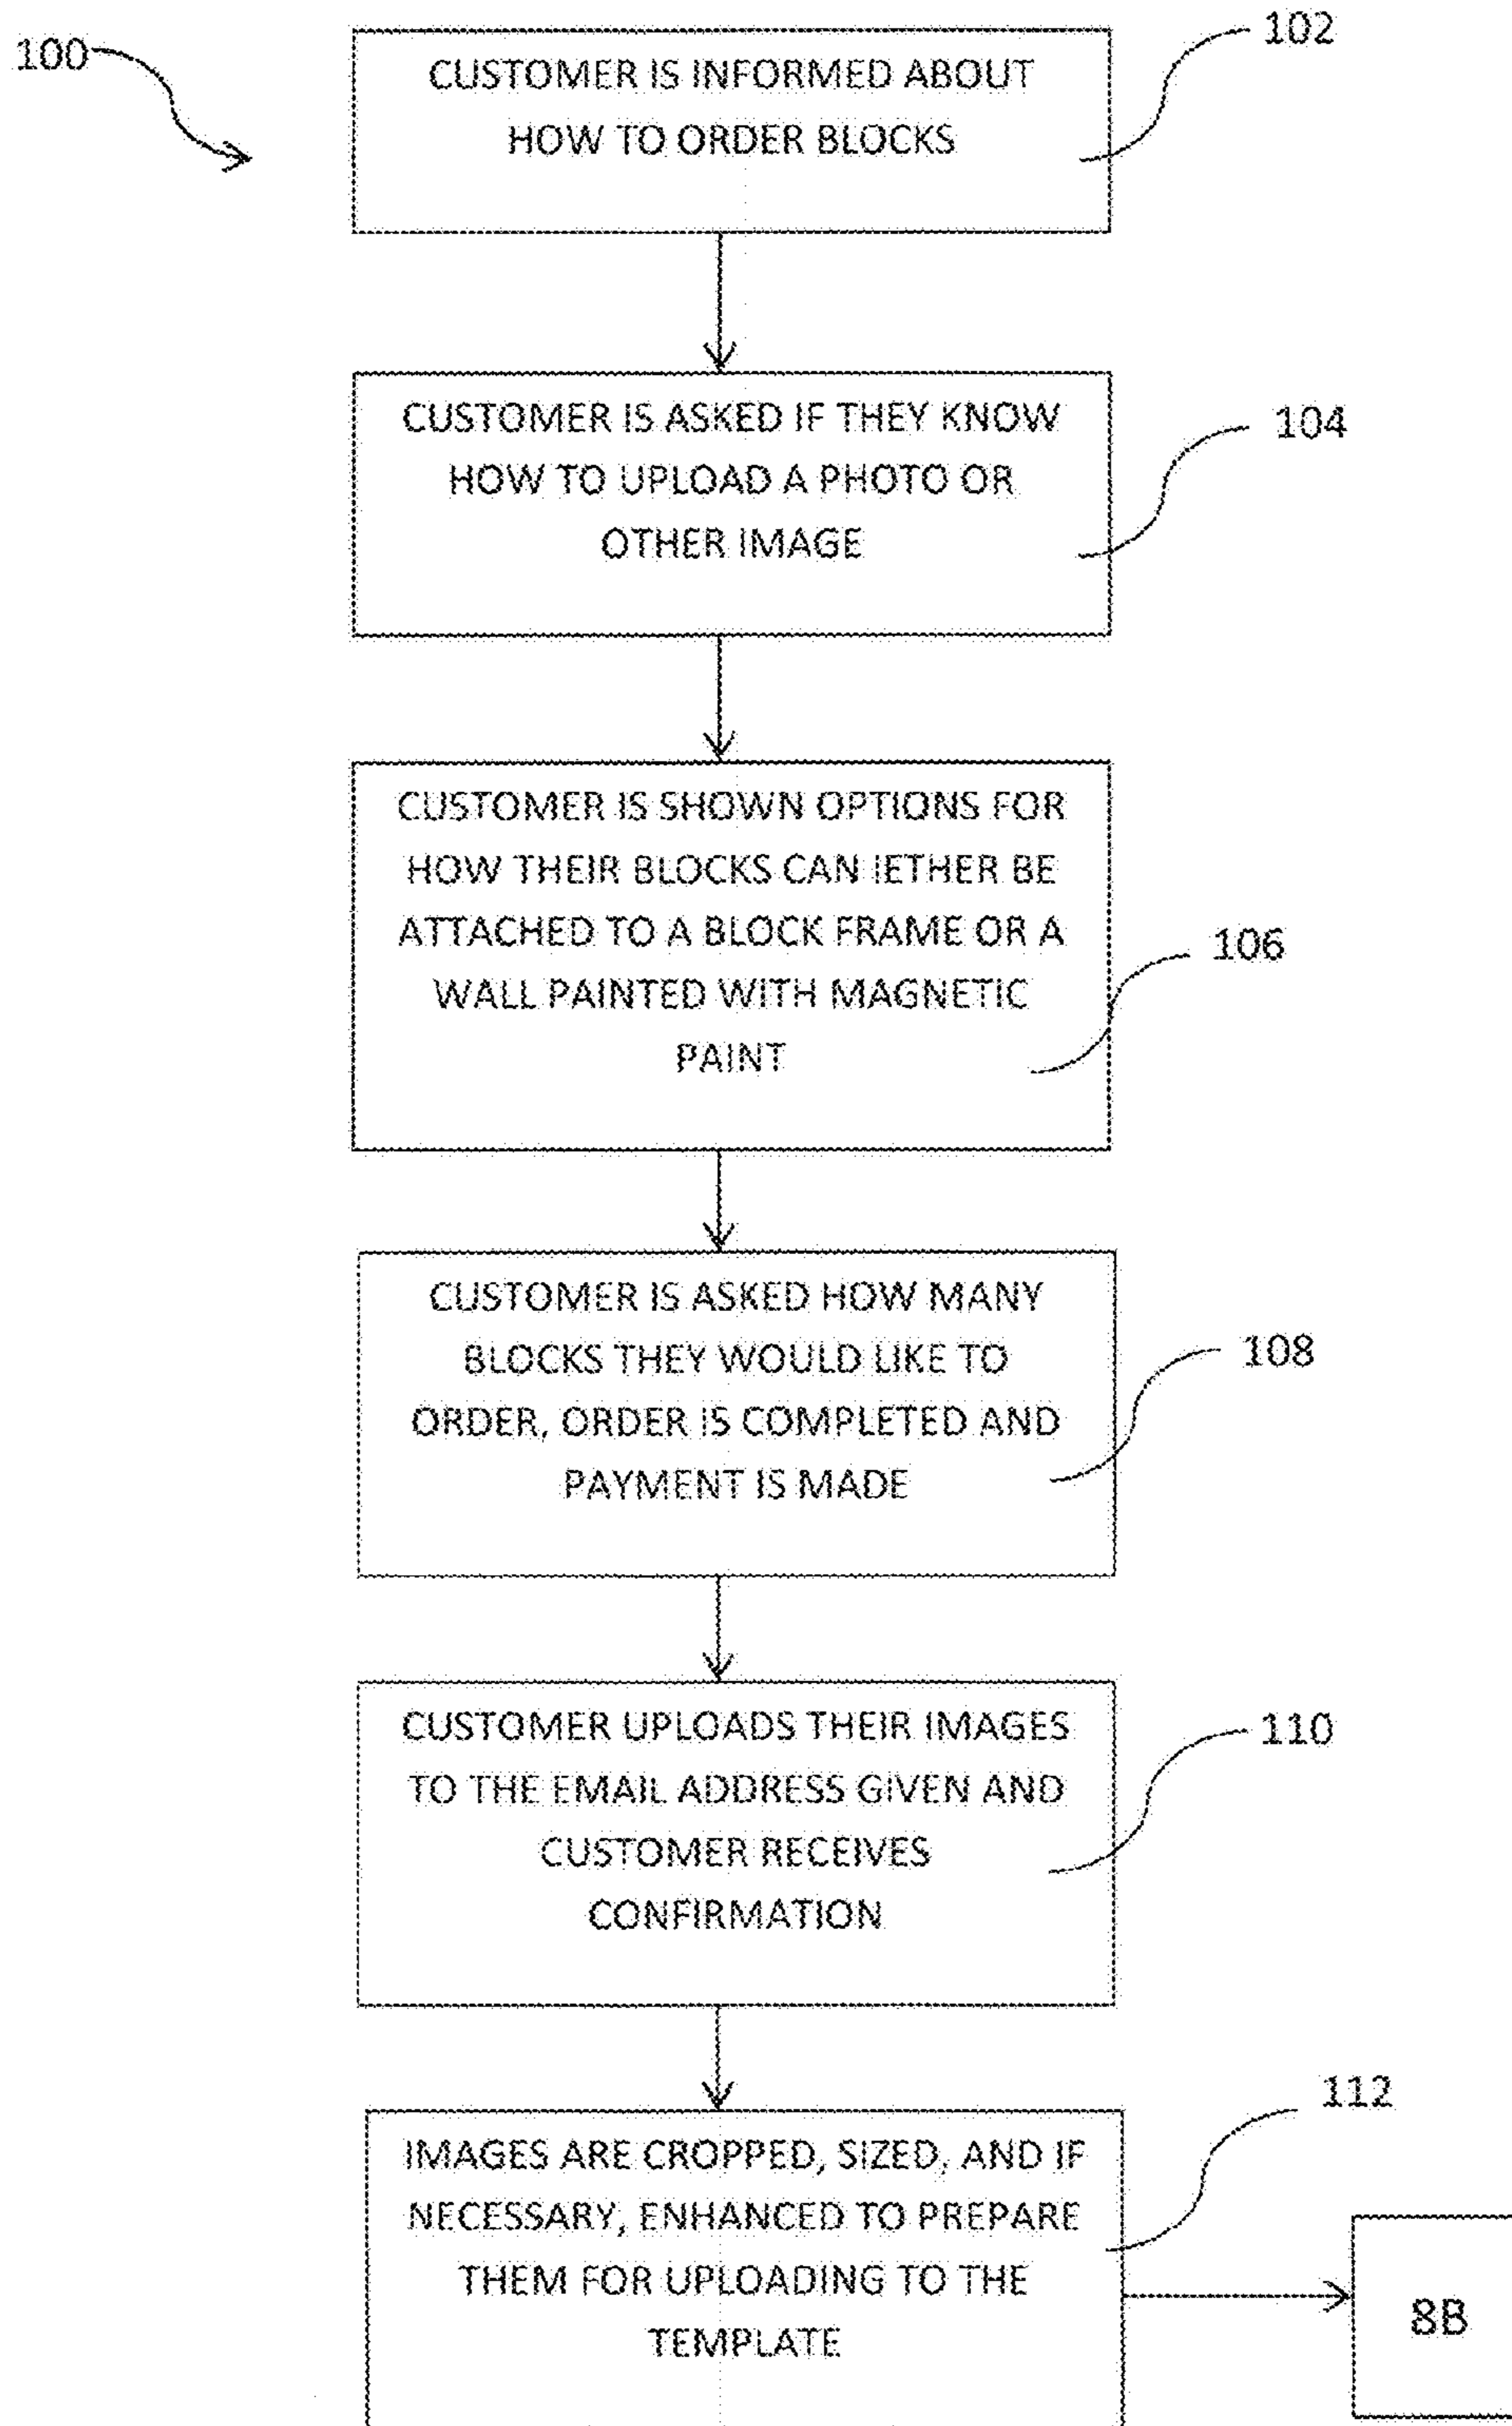 100
102
CUSTOMER IS INFORMED ABOUT
HOW TO ORDER BLOCKS
104
CUSTOMER IS ASKED IF THEY KNOW
HOW TO UPLOAD A PHOTO OR
OTHER IMAGE
CUSTOMER IS SHOWN OPTIONS FOR
HOW THEIR BLOCKS CAN IETHER BE
ATTACHED TO A BLOCK FRAME OR A
WALL PAINTED WITH MAGNETIC
PAINT
106
CUSTOMER IS ASKED HOW MANY
BLOCKS THEY WOULD LIKE TO
ORDER, ORDER IS COMPLETED AND
PAYMENT IS MADE
108
CUSTOMER UPLOADS THEIR IMAGES
TO THE EMAIL ADDRESS GIVEN AND
CUSTOMER RECEIVES
CONFIRMATION
110
112
IMAGES ARE CROPPED, SIZED, AND IF
NECESSARY, ENHANCED TO PREPARE
THEM FOR UPLOADING TO THE
TEMPLATE
8B